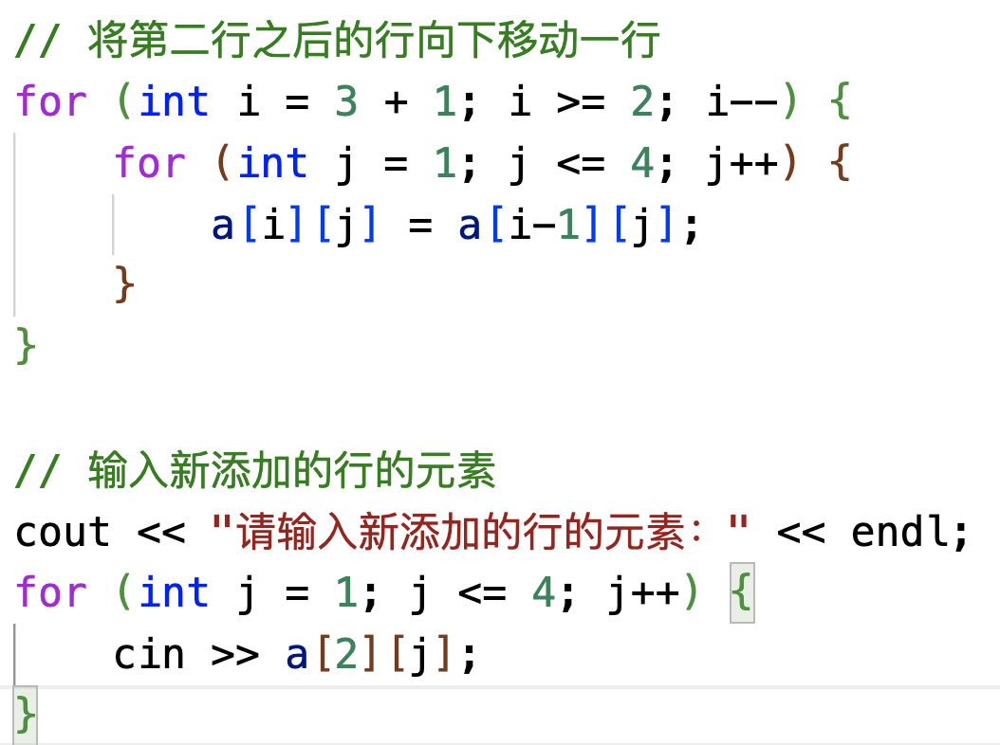 // 将第二行之后的行向下移动一行
for (int i = 3 + 1; i >= 2; i--) {
    for (int j = 1; j <= 4; j++) {
        a[i][j] = a[i-1][j];
    }
}

// 输入新添加的行的元素
cout << "请输入新添加的行的元素：" << endl;
for (int j = 1; j <= 4; j++) {
    cin >> a[2][j];
}